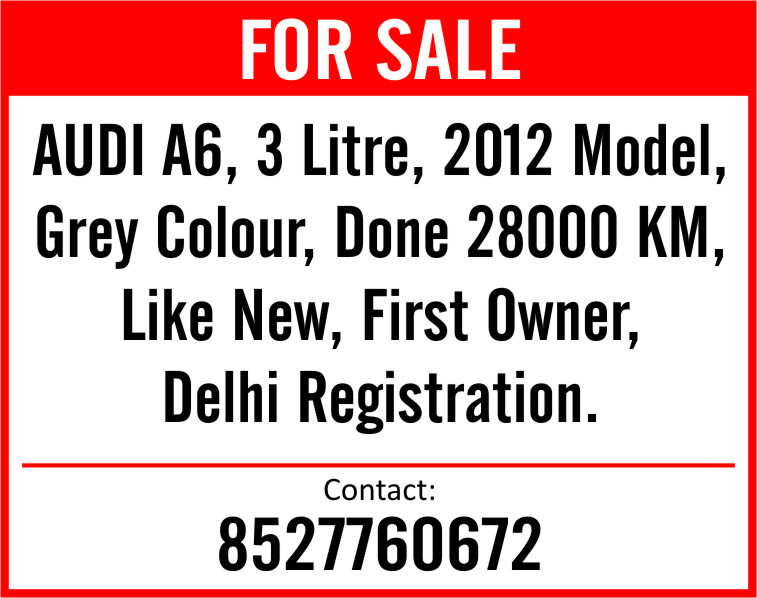 FOR SALE
AUDI A6, 3 Litre, 2012 Model,
Grey Colour, Done 28000 KM,
Like New, First Owner,
Delhi Registration.
Contact:
8527760672